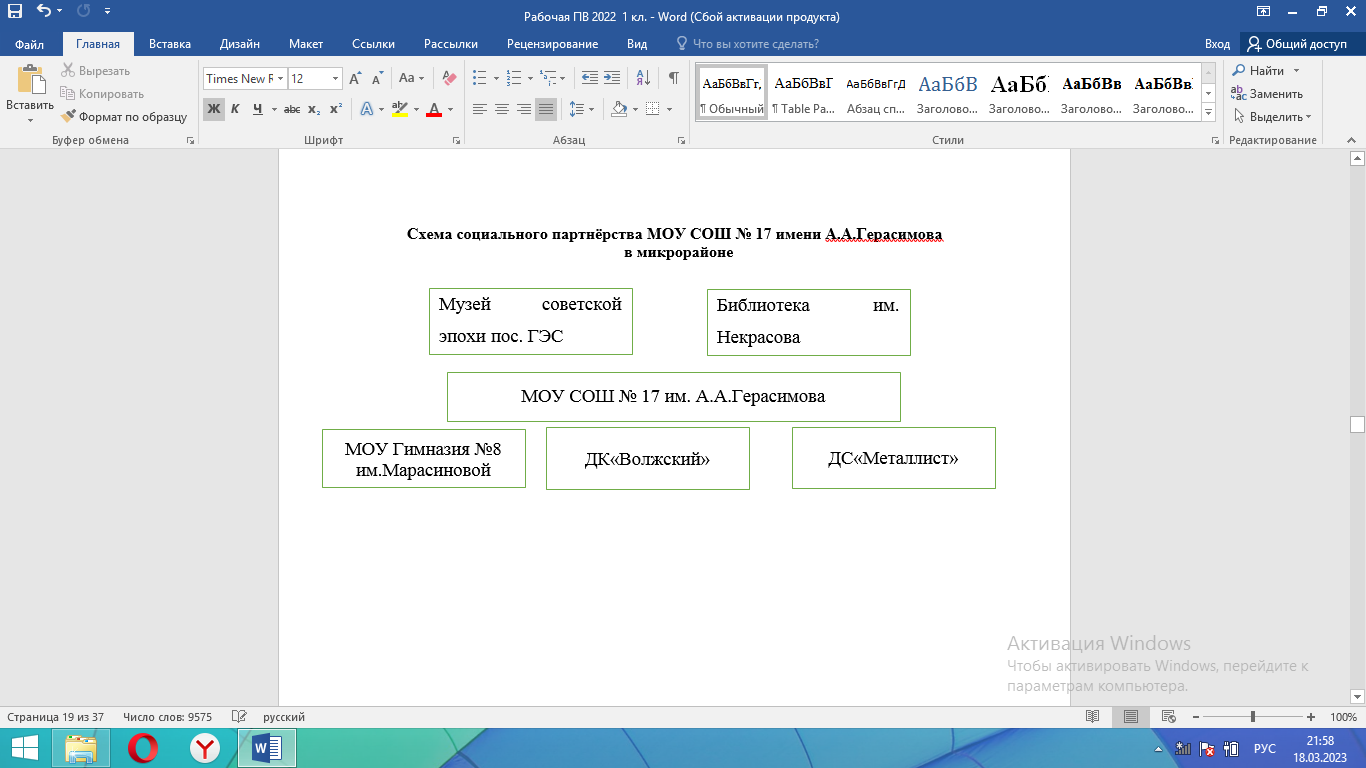 Рабочая ПВ 2022 1 кл. - Word (Сбой активации продукта)
Файл
Главная
Вставка
Дизайн
Макет
Ссылки
Рассылки
Рецензирование
Вид
Что вы хотите сделать?
Вход
Общий доступ
Вставить
Вырезать
Копировать
Формат по образцу
Буфер обмена
Times New R
12
Шрифт
Абзац
АаБбВвГг,
¶ Обычный
АаБбВвГ
¶ Table Pa...
АаБбВвГгД
Абзац сп...
АаБбВ
Заголово...
АаБб
Заголово...
АаБбВв
Заголово...
АаБбВв
Заголово...
Стили
Найти
Заменить
Выделить
Редактирование
Схема социального партнёрства МОУ СОШ № 17 имени А.А.Герасимова
в микрорайоне
Музей советской
эпохи пос. ГЭС
Библиотека им.
Некрасова
МОУ СОШ № 17 им. А.А.Герасимова
МОУ Гимназия №8
им.Марасиновой
ДК«Волжский»
ДС«Металлист»
Активация Windows
Чтобы активировать Windows, перейдите к
параметрам компьютера.
Страница 19 из 37
Число слов: 9575
русский
100%
РУС
21:58
18.03.2023